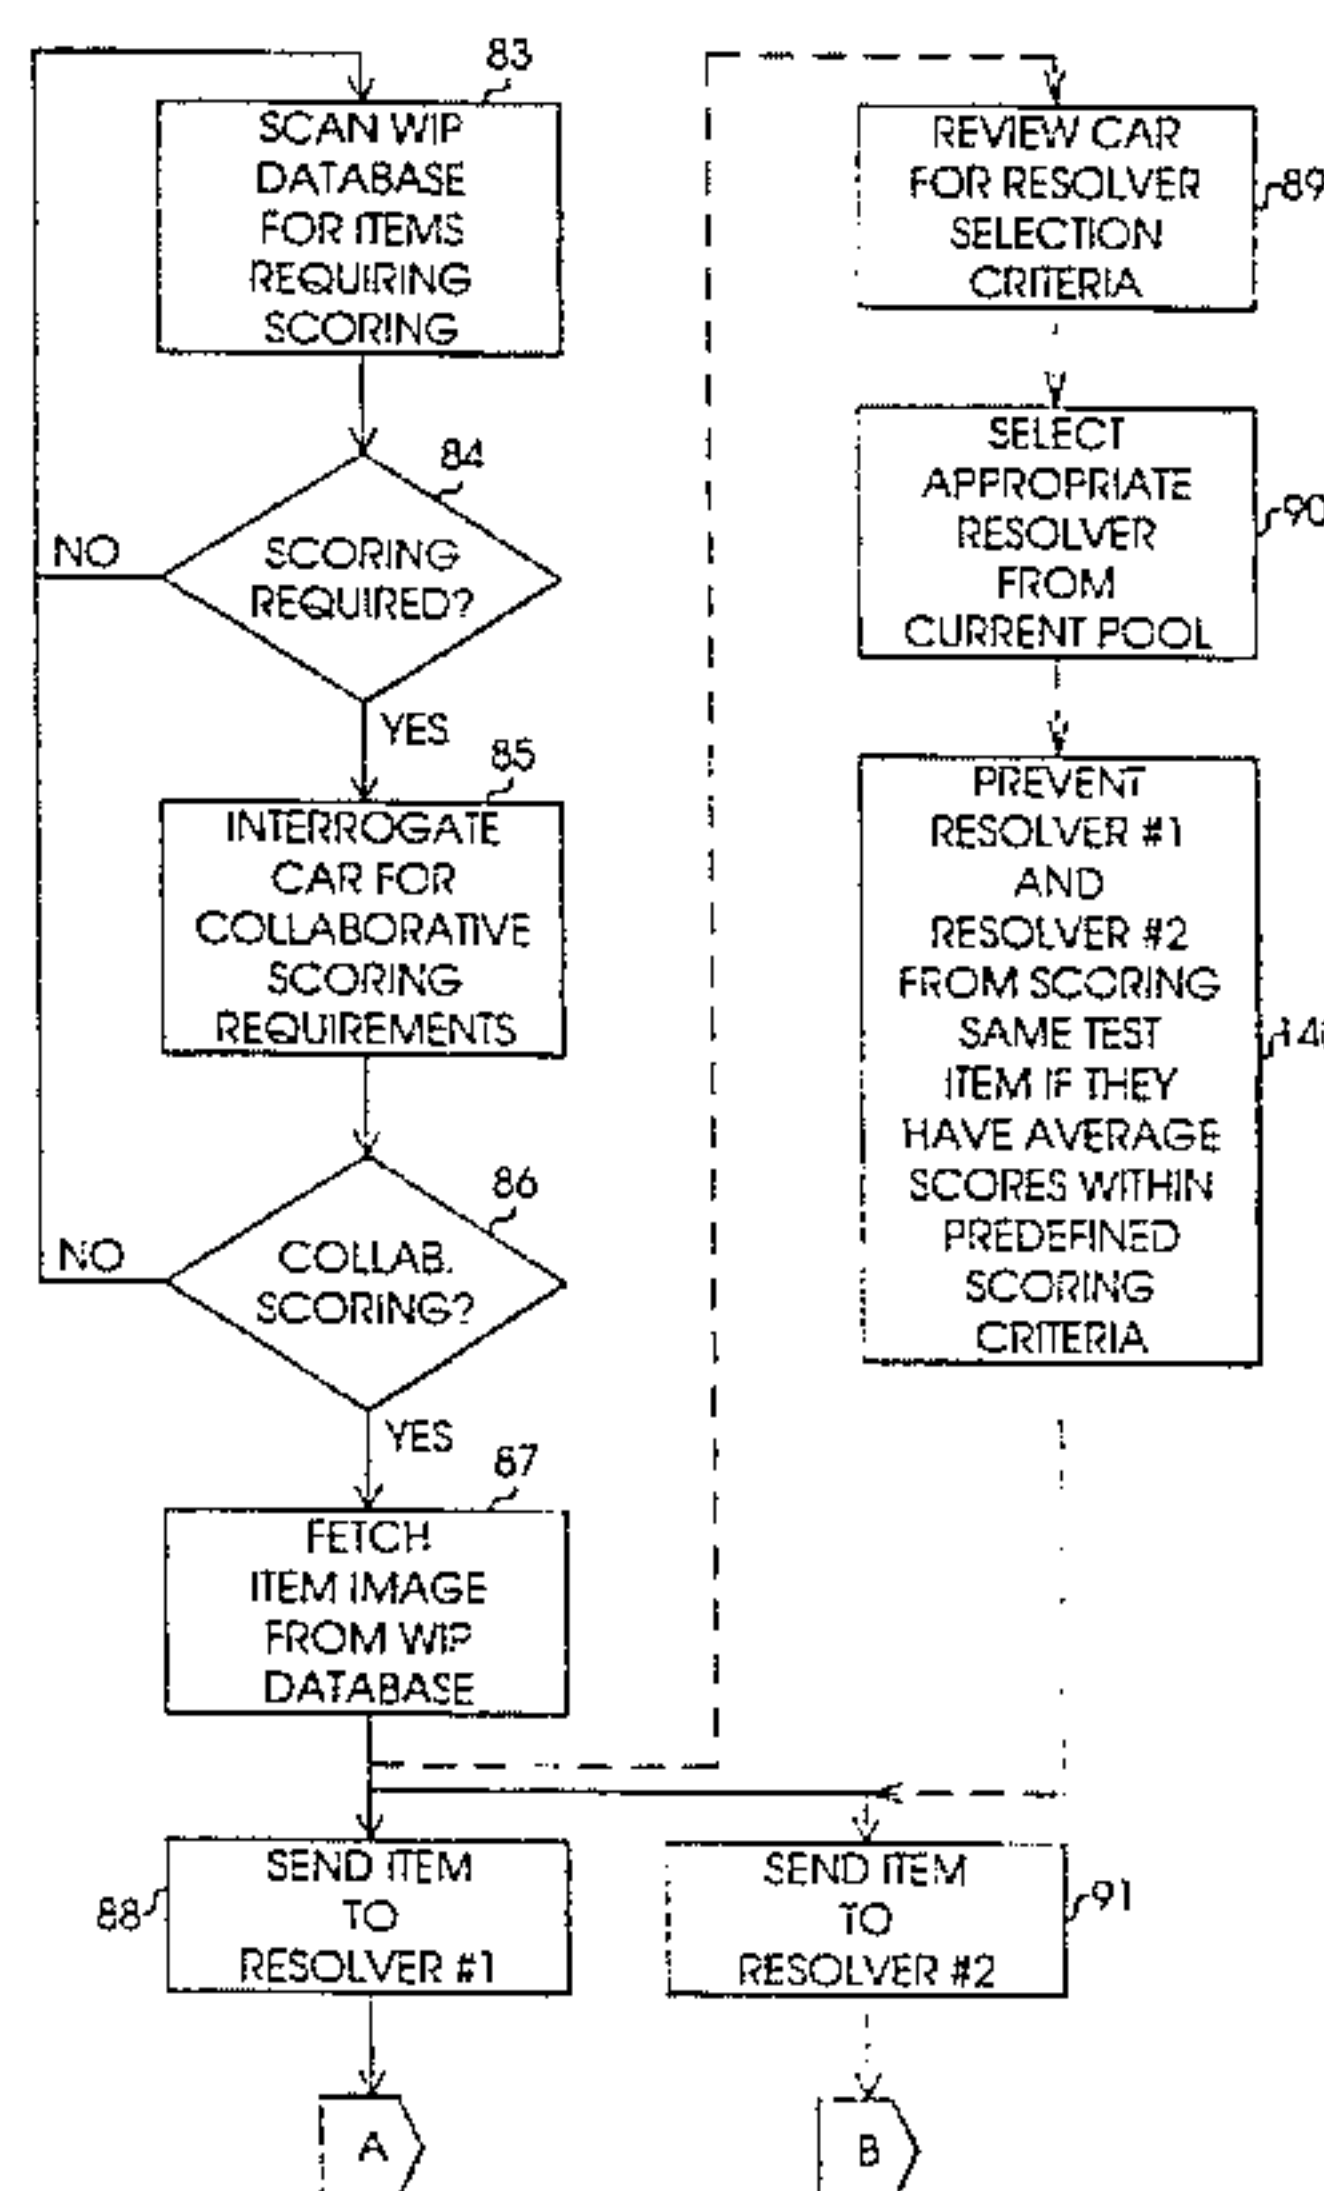 83
SCAN WIP
DATABASE
FOR ITEMS
REQUIRING
SCORING
84
NO
SCORING
REQUIRED?
YES
85
INTERROGATE
CAR FOR
COLLABORATIVE
SCORING
REQUIREMENTS
86
NO
COLLAB.
SCORING?
YES
87
FETCH
ITEM IMAGE
FROM WIP
DATABASE
88
SEND ITEM
TO
RESOLVER #1
A
REVIEW CAR
FOR RESOLVER
SELECTION
CRITERIA
89
SELECT
APPROPRIATE
RESOLVER
FROM
CURRENT POOL
90
PREVENT
RESOLVER #1
AND
RESOLVER #2
FROM SCORING
SAME TEST
ITEM IF THEY
HAVE AVERAGE
SCORES WITHIN
PREDEFINED
SCORING
CRITERIA
SEND ITEM
TO
RESOLVER #2
91
B